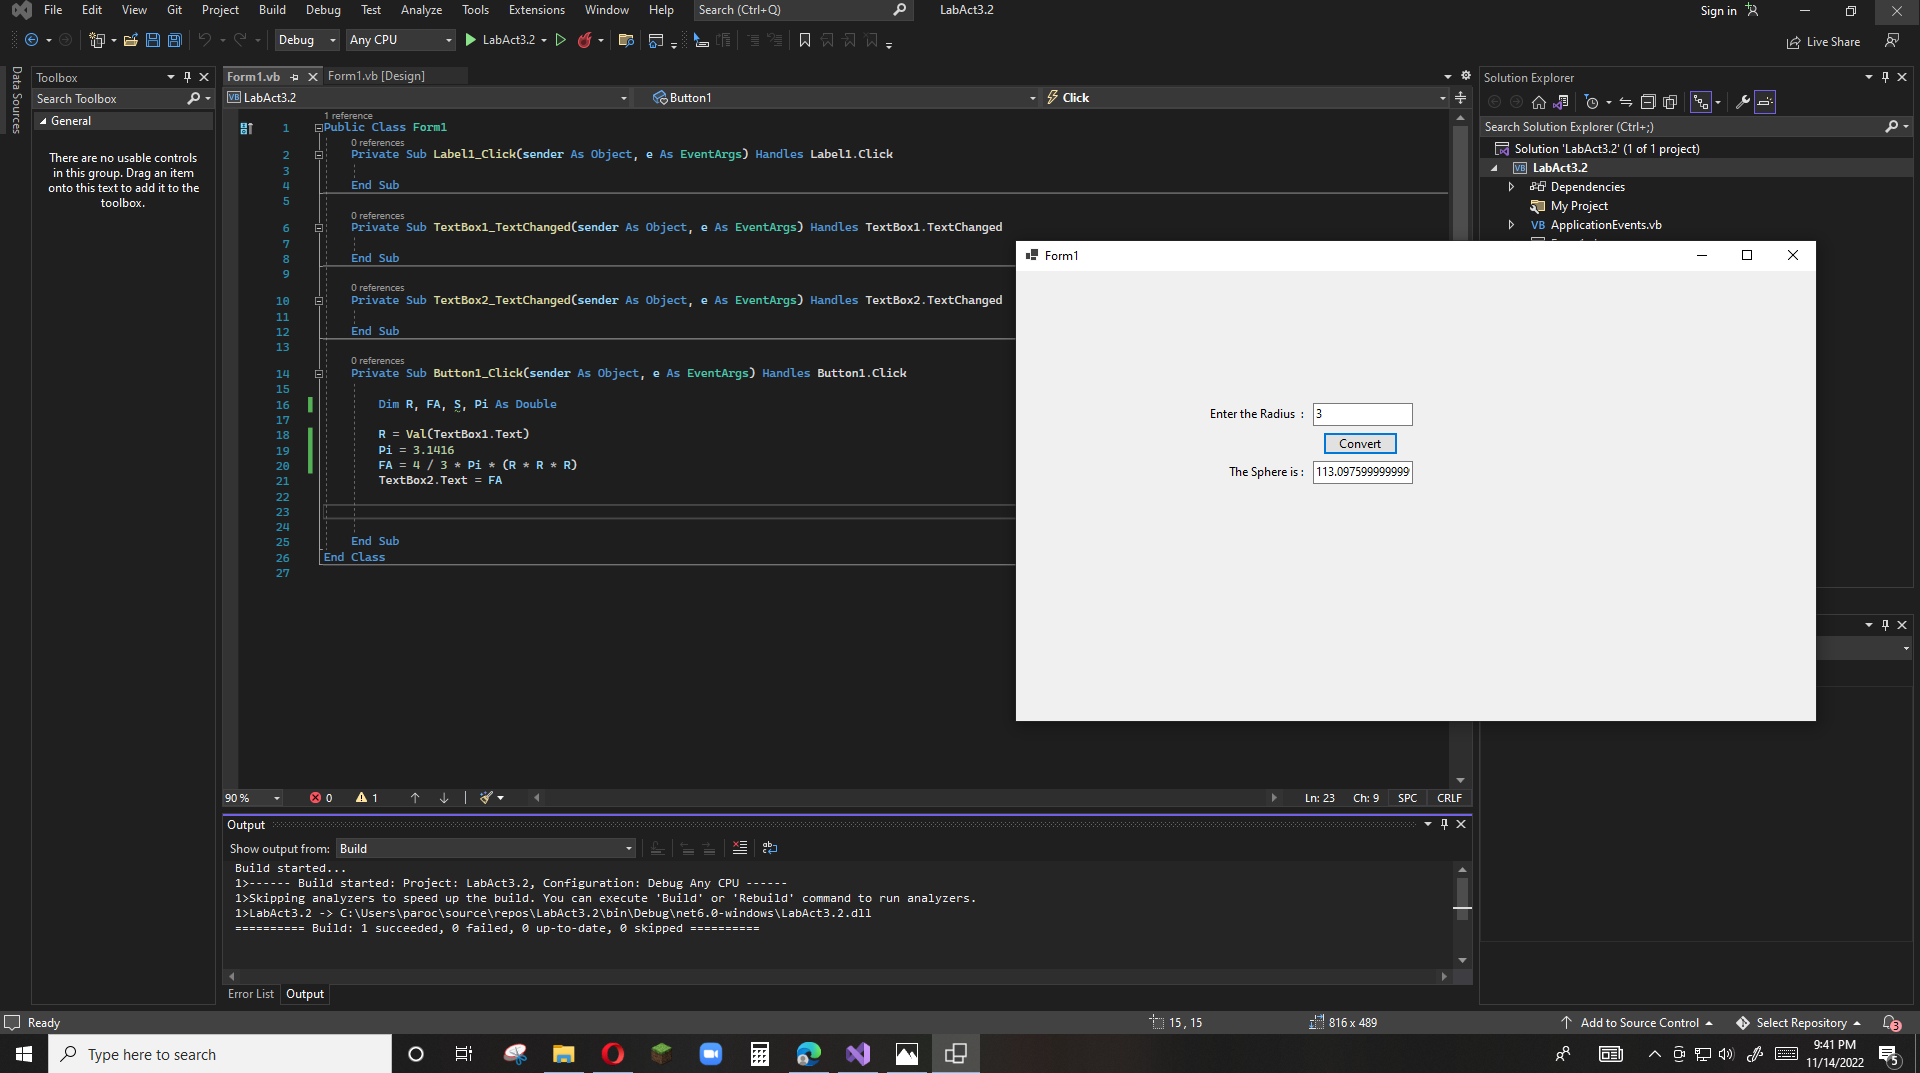 File Edit View Git Project Build Debug Test Analyze Tools Extensions Window Help Search (Ctrl+Q) LabAct3.2 Sign in
Debug Any CPU LabAct3.2 Live Share
Data Sources
Toolbox
Search Toolbox
General
There are no usable controls
in this group. Drag an item
onto this text to add it to the
toolbox.
Form1.vb Form1.vb [Design]
LabAct3.2 Button1 Click
1 reference
1 Public Class Form1
0 references
2 Private Sub Label1_Click(sender As Object, e As EventArgs) Handles Label1.Click
3
4 End Sub
5
0 references
6 Private Sub TextBox1_TextChanged(sender As Object, e As EventArgs) Handles TextBox1.TextChanged
7
8 End Sub
9
0 references
10 Private Sub TextBox2_TextChanged(sender As Object, e As EventArgs) Handles TextBox2.TextChanged
11
12 End Sub
13
0 references
14 Private Sub Button1_Click(sender As Object, e As EventArgs) Handles Button1.Click
15
16 Dim R, FA, S, Pi As Double
17
18 R = Val(TextBox1.Text)
19 Pi = 3.1416
20 FA = 4 / 3 * Pi * (R * R * R)
21 TextBox2.Text = FA
22
23
24
25 End Sub
26 End Class
27
Form1
Enter the Radius :
3
Convert
The Sphere is :
113.097599999999
Solution Explorer
Search Solution Explorer (Ctrl+;)
Solution 'LabAct3.2' (1 of 1 project)
VB LabAct3.2
Dependencies
My Project
VB ApplicationEvents.vb
90 % 0 1 Ln: 23 Ch: 9 SPC CRLF
Output
Show output from: Build
Build started...
1>------ Build started: Project: LabAct3.2, Configuration: Debug Any CPU ------
1>Skipping analyzers to speed up the build. You can execute 'Build' or 'Rebuild' command to run analyzers.
1>LabAct3.2 -> C:\Users\paroc\source\repos\LabAct3.2\bin\Debug\net6.0-windows\LabAct3.2.dll
========== Build: 1 succeeded, 0 failed, 0 up-to-date, 0 skipped ==========
Error List Output
Ready 15 , 15 816 x 489 Add to Source Control Select Repository 3
Type here to search
9:41 PM
11/14/2022
5